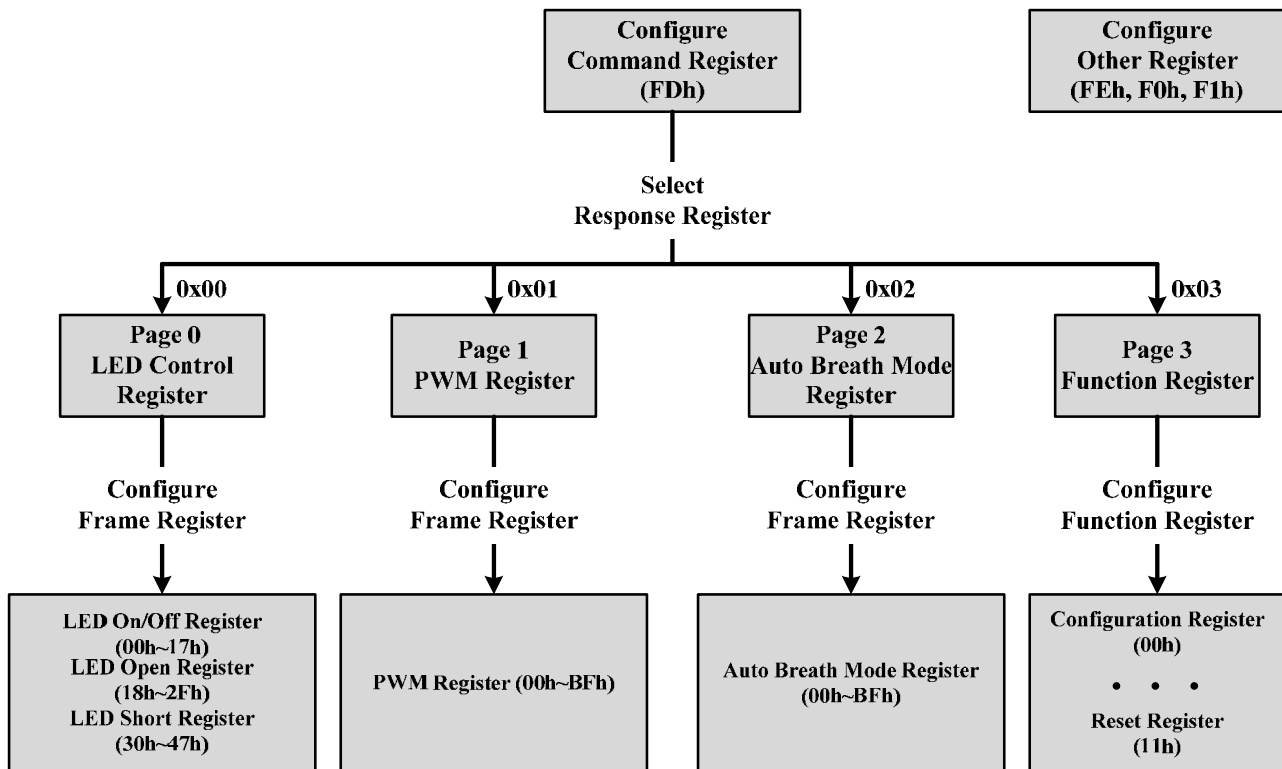 Configure
Command Register
(FDh)
Configure
Other Register
(FEh, F0h, F1h)
Select
Response Register
0x00
0x01
0x02
0x03
Page 0
LED Control
Register
Page 1
PWM Register
Page 2
Auto Breath Mode
Register
Page 3
Function Register
Configure
Frame Register
Configure
Frame Register
Configure
Frame Register
Configure
Function Register
LED On/Off Register
(00h~17h)
LED Open Register
(18h~2Fh)
LED Short Register
(30h~47h)
PWM Register (00h~BFh)
Auto Breath Mode Register
(00h~BFh)
Configuration Register
(00h)
• • •
Reset Register
(11h)